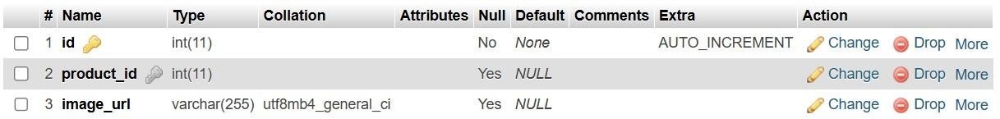 # Name Type Collation Attributes Null Default Comments Extra Action
1 id int(11) No None AUTO_INCREMENT Change Drop More
2 product_id int(11) Yes NULL Change Drop More
3 image_url varchar(255) utf8mb4_general_ci Yes NULL Change Drop More